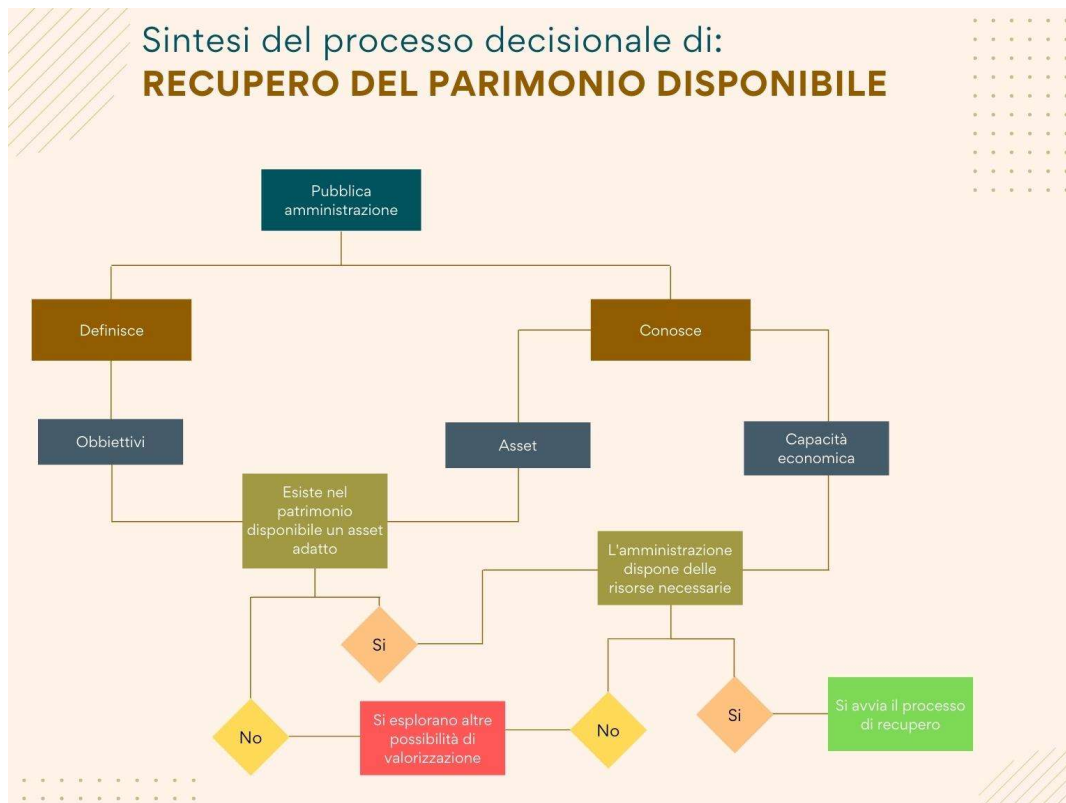 Sintesi del processo decisionale di:
RECUPERO DEL PARIMONIO DISPONIBILE
Pubblica
amministrazione
Definisce
Conosce
Obbiettivi
Asset
Capacità
economica
Esiste nel
patrimonio
disponibile un asset
adatto
L'amministrazione
dispone delle
risorse necessarie
Si
No
Si esplorano altre
possibilità di
valorizzazione
No
Si
Si avvia il processo
di recupero